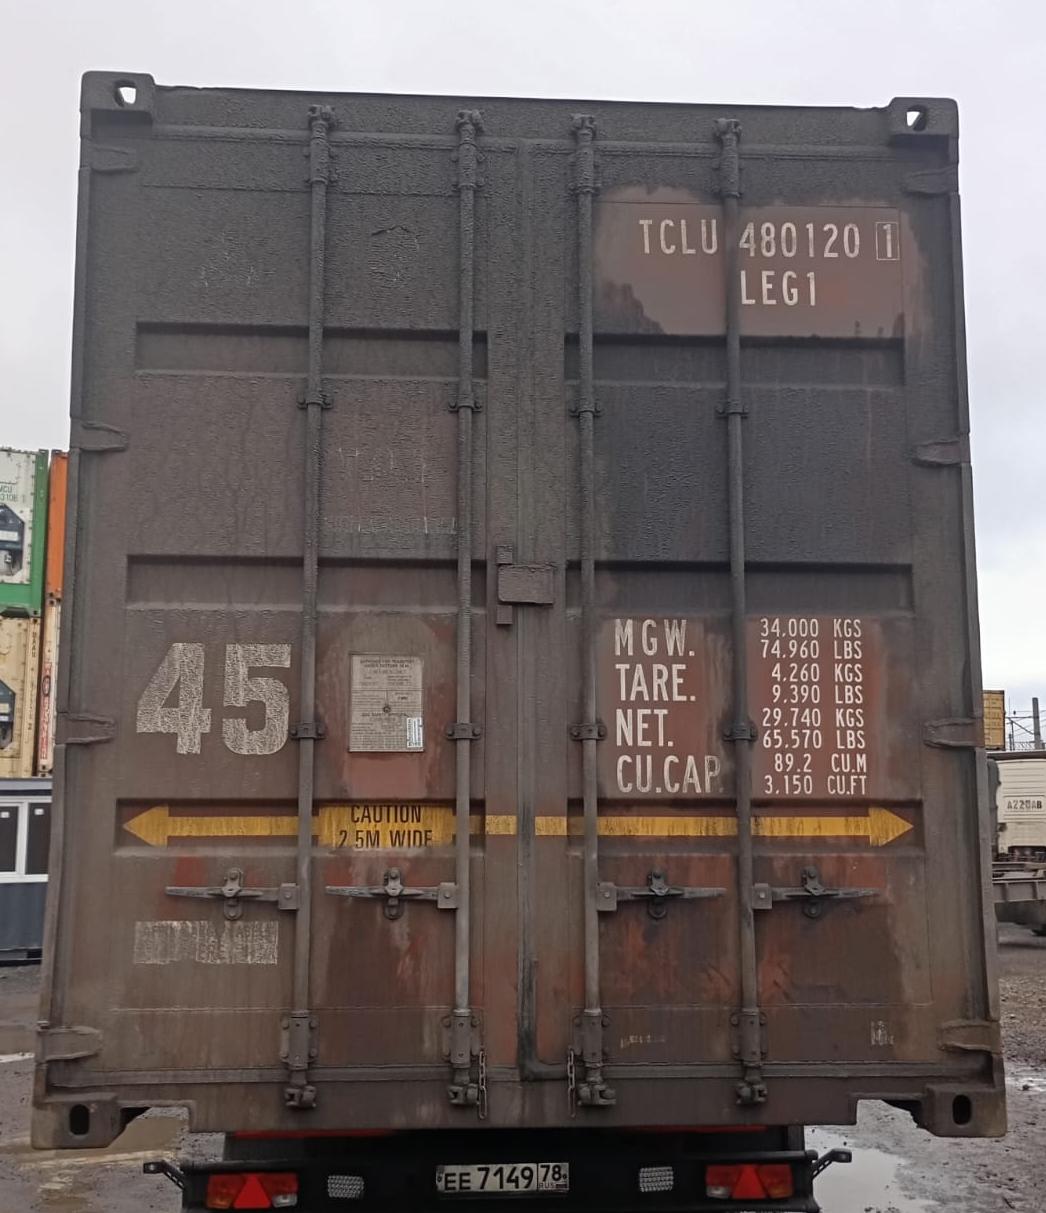 TCLU 480120 1
LEG1
45
MGW. 34.000 KGS
74.960 LBS
TARE. 4.260 KGS
9.390 LBS
NET. 29.740 KGS
65.570 LBS
CU.CAP. 89.2 CU.M
3.150 CU.FT
CAUTION
2.5M WIDE
A220AB
EE 7149 78
RUS